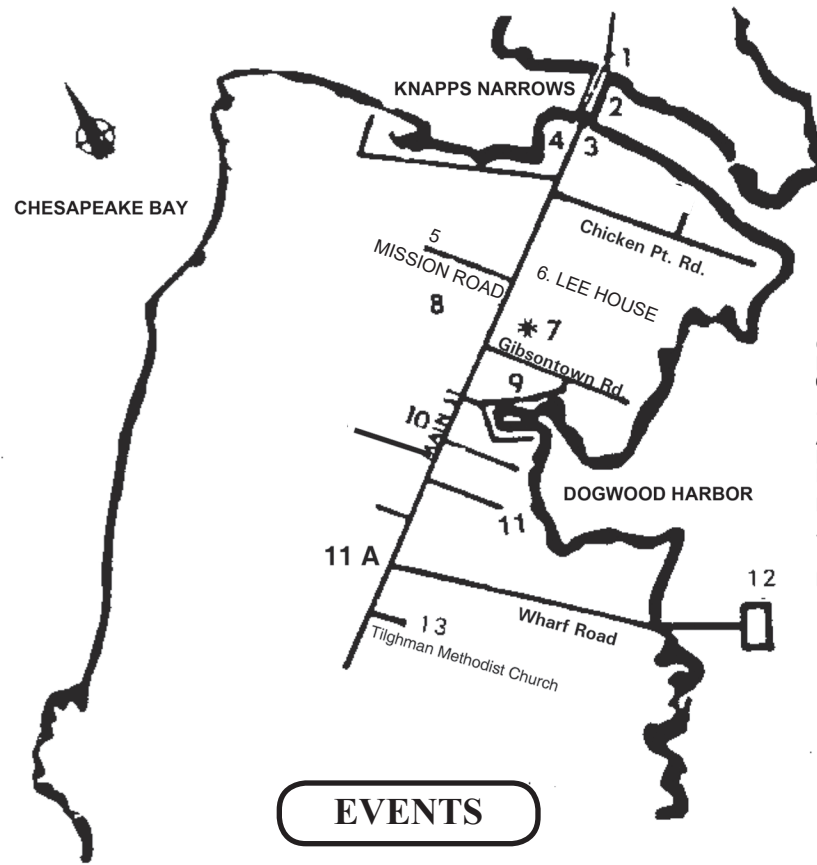 1
KNAPPS NARROWS
2
4 3
CHESAPEAKE BAY
Chicken Pt. Rd.
5
MISSION ROAD
6. LEE HOUSE
8
7
Gibsontown Rd.
9
10
MAIN
DOGWOOD HARBOR
11
11 A
12
Wharf Road
13
Tilghman Methodist Church
EVENTS